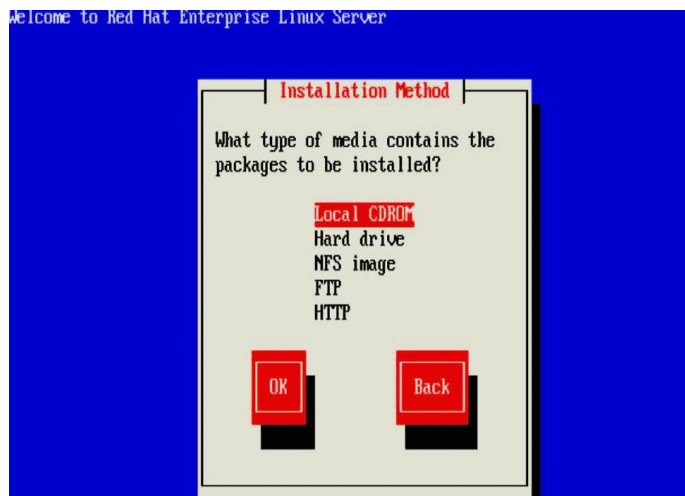 Welcome to Red Hat Enterprise Linux Server
Installation Method
What type of media contains the
packages to be installed?
Local CDROM
Hard drive
NFS image
FTP
HTTP
OK
Back